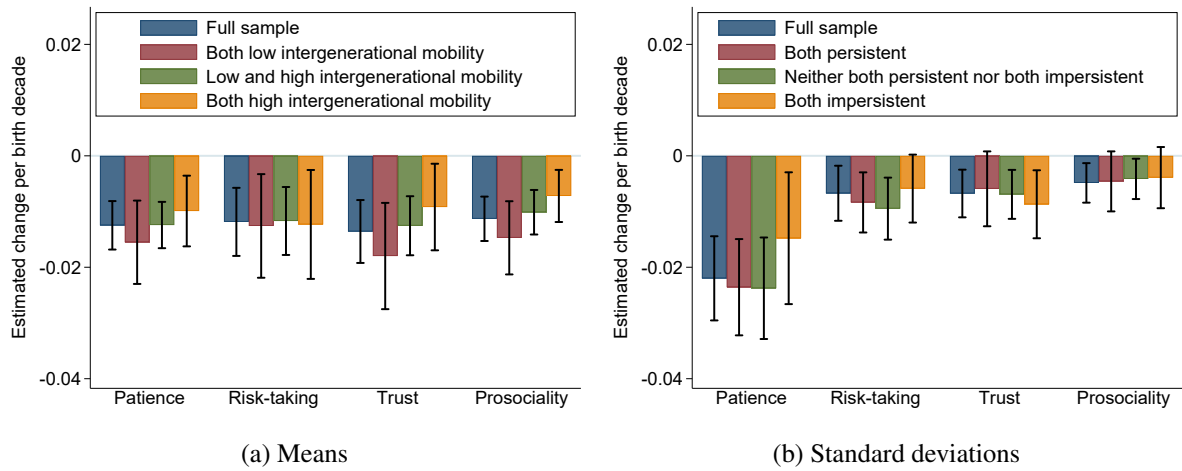 Full sample
Both low intergenerational mobility
Low and high intergenerational mobility
Both high intergenerational mobility
Estimated change per birth decade
0.02
0
-0.02
-0.04
Patience Risk-taking Trust Prosociality
(a) Means
Full sample
Both persistent
Neither both persistent nor both impersistent
Both impersistent
Estimated change per birth decade
0.02
0
-0.02
-0.04
Patience Risk-taking Trust Prosociality
(b) Standard deviations